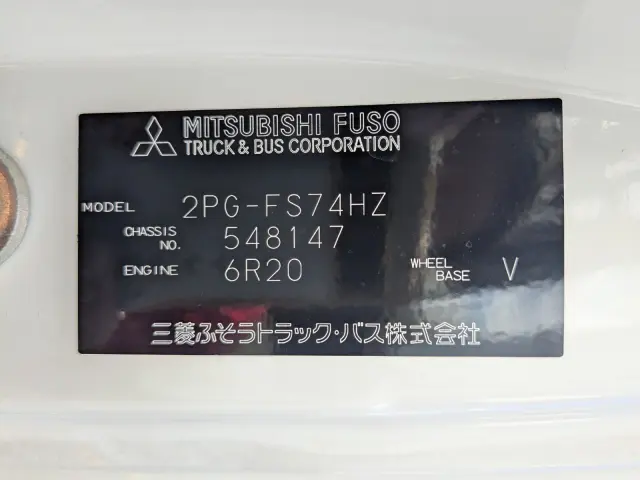 MITSUBISHI FUSO
TRUCK & BUS CORPORATION
MODEL 2PG-FS74HZ
CHASSIS NO. 548147
ENGINE 6R20 WHEEL BASE V
三菱ふそうトラック・バス株式会社